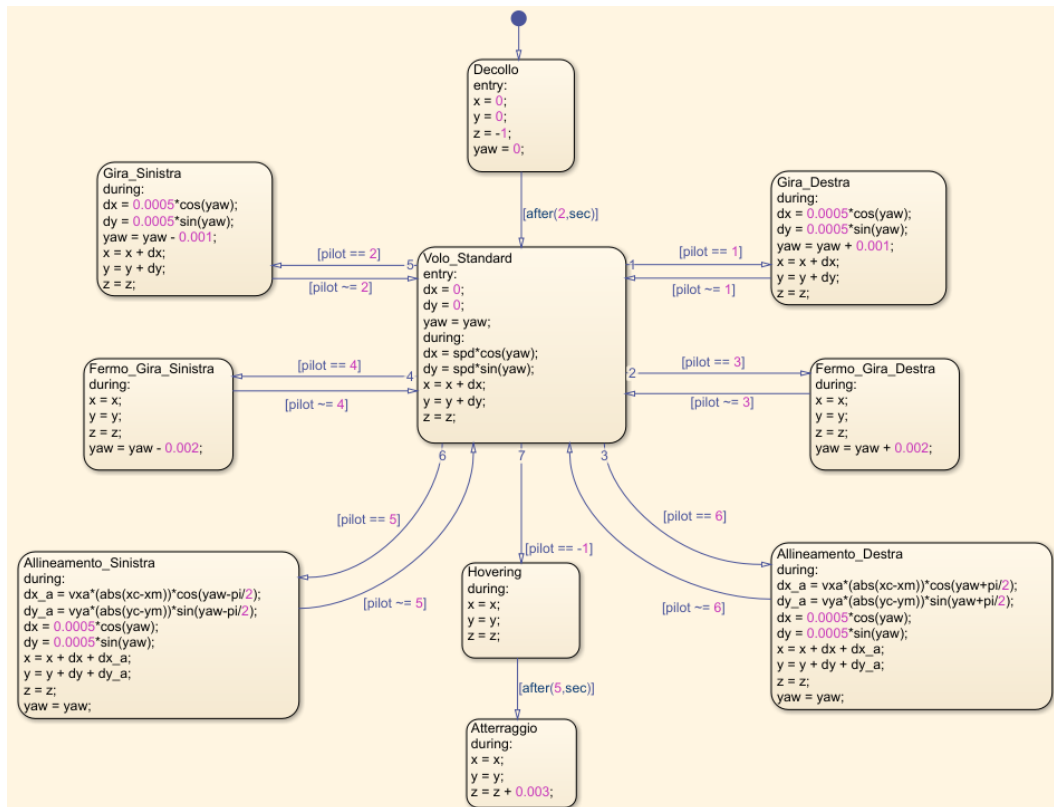 Decollo
entry:
x = 0;
y = 0;
z = -1;
yaw = 0;
[after(2,sec)]
Gira_Sinistra
during:
dx = 0.0005*cos(yaw);
dy = 0.0005*sin(yaw);
yaw = yaw - 0.001;
x = x + dx;
y = y + dy;
z = z;
[pilot == 2]
5
[pilot ~= 2]
Volo_Standard
entry:
dx = 0;
dy = 0;
yaw = yaw;
during:
dx = spd*cos(yaw);
dy = spd*sin(yaw);
x = x + dx;
y = y + dy;
z = z;
1
[pilot == 1]
[pilot ~= 1]
Gira_Destra
during:
dx = 0.0005*cos(yaw);
dy = 0.0005*sin(yaw);
yaw = yaw + 0.001;
x = x + dx;
y = y + dy;
z = z;
Fermo_Gira_Sinistra
during:
x = x;
y = y;
z = z;
yaw = yaw - 0.002;
[pilot == 4]
4
[pilot ~= 4]
2
[pilot == 3]
[pilot ~= 3]
Fermo_Gira_Destra
during:
x = x;
y = y;
z = z;
yaw = yaw + 0.002;
6
7
3
[pilot == 5]
[pilot ~= 5]
[pilot == -1]
[pilot == 6]
[pilot ~= 6]
Allineamento_Sinistra
during:
dx_a = vxa*(abs(xc-xm))*cos(yaw-pi/2);
dy_a = vya*(abs(yc-ym))*sin(yaw-pi/2);
dx = 0.0005*cos(yaw);
dy = 0.0005*sin(yaw);
x = x + dx + dx_a;
y = y + dy + dy_a;
z = z;
yaw = yaw;
Hovering
during:
x = x;
y = y;
z = z;
[after(5,sec)]
Allineamento_Destra
during:
dx_a = vxa*(abs(xc-xm))*cos(yaw+pi/2);
dy_a = vya*(abs(yc-ym))*sin(yaw+pi/2);
dx = 0.0005*cos(yaw);
dy = 0.0005*sin(yaw);
x = x + dx + dx_a;
y = y + dy + dy_a;
z = z;
yaw = yaw;
Atterraggio
during:
x = x;
y = y;
z = z + 0.003;